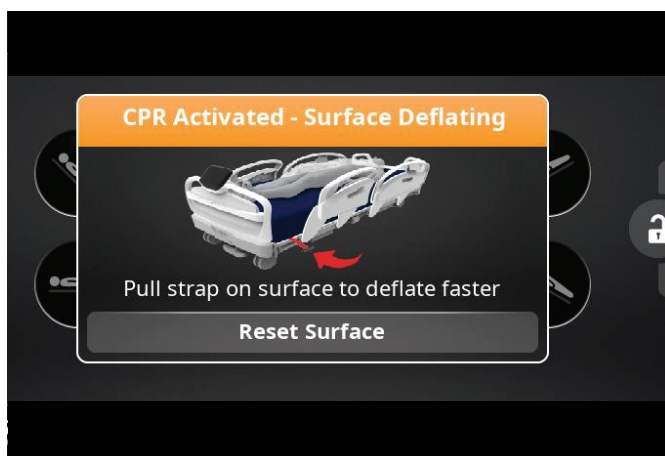 CPR Activated - Surface Deflating
Pull strap on surface to deflate faster
Reset Surface